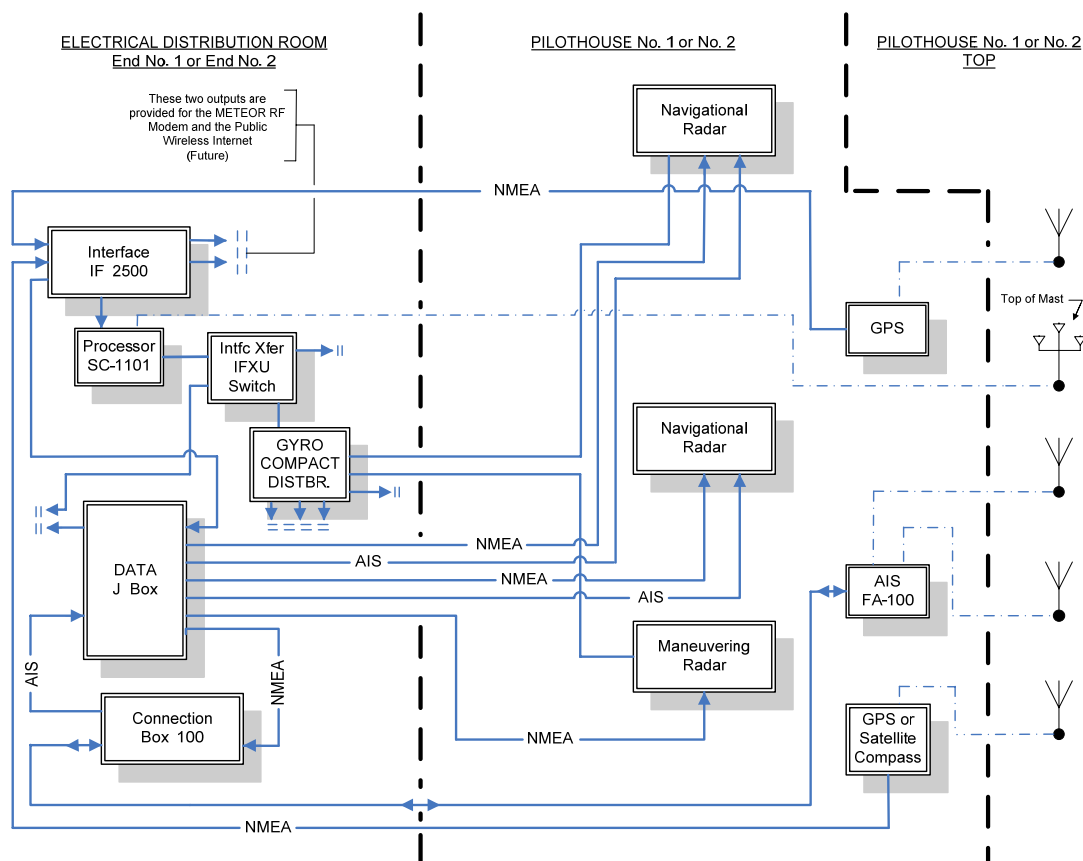 ELECTRICAL DISTRIBUTION ROOM
End No. 1 or End No. 2
PILOTHOUSE No. 1 or No. 2
PILOTHOUSE No. 1 or No. 2
TOP
These two outputs are
provided for the METEOR RF
Modem and the Public
Wireless Internet
(Future)
Navigational
Radar
NMEA
Interface
IF 2500
Top of Mast
GPS
Processor
SC-1101
Intfc Xfer
IFXU
Switch
Navigational
Radar
GYRO
COMPACT
DISTBR.
NMEA
AIS
NMEA
AIS
DATA
J Box
AIS
FA-100
Maneuvering
Radar
AIS
NMEA
Connection
Box 100
NMEA
GPS or
Satellite
Compass
NMEA